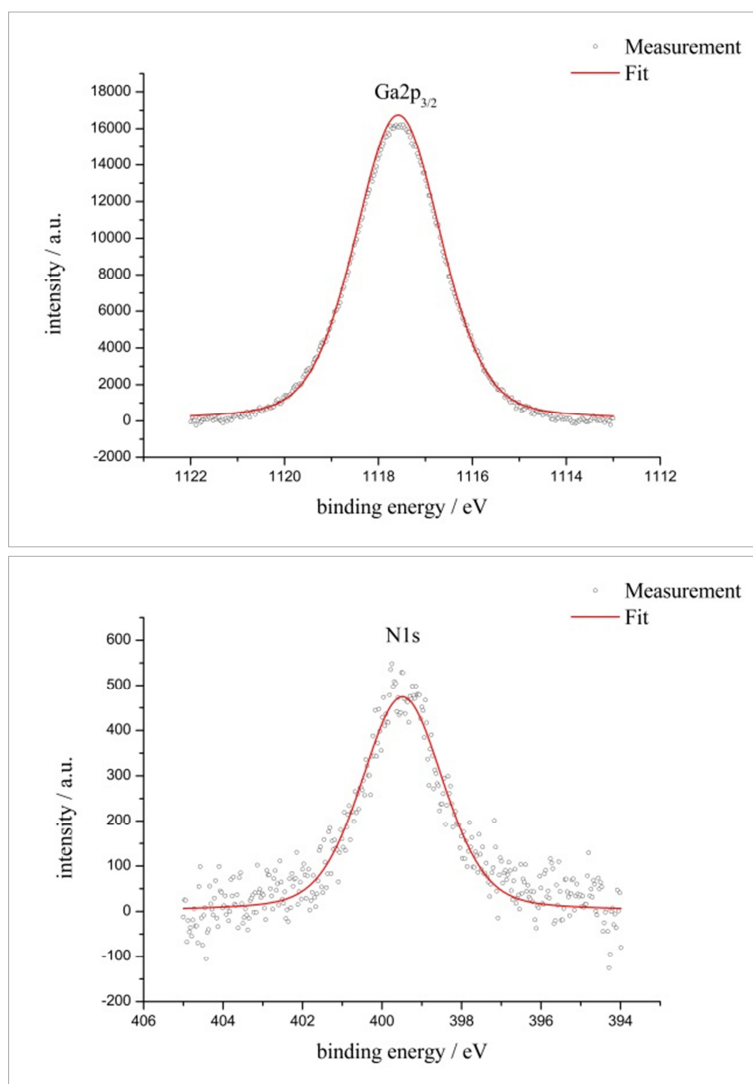 Measurement
Fit
Ga2p3/2
18000
16000
14000
12000
10000
8000
6000
4000
2000
0
-2000
intensity / a.u.
1122 1120 1118 1116 1114 1112
binding energy / eV
Measurement
Fit
N1s
600
500
400
300
200
100
0
-100
-200
intensity / a.u.
406 404 402 400 398 396 394
binding energy / eV